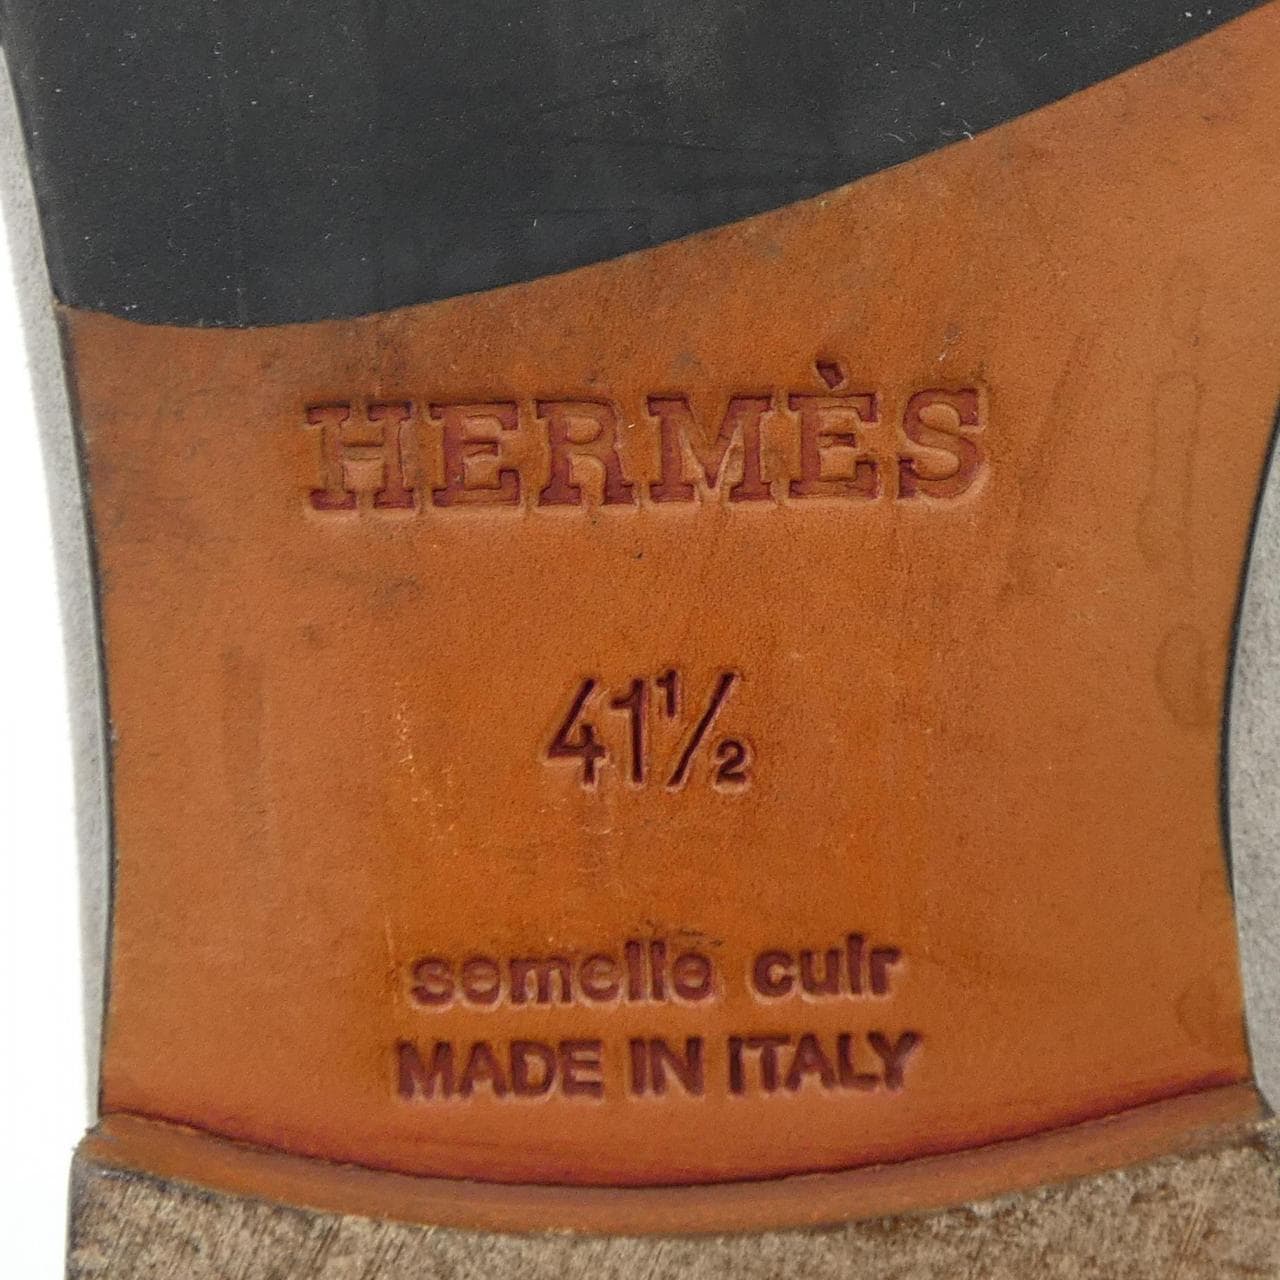 HERMÈS
41½
semelle cuir
MADE IN ITALY